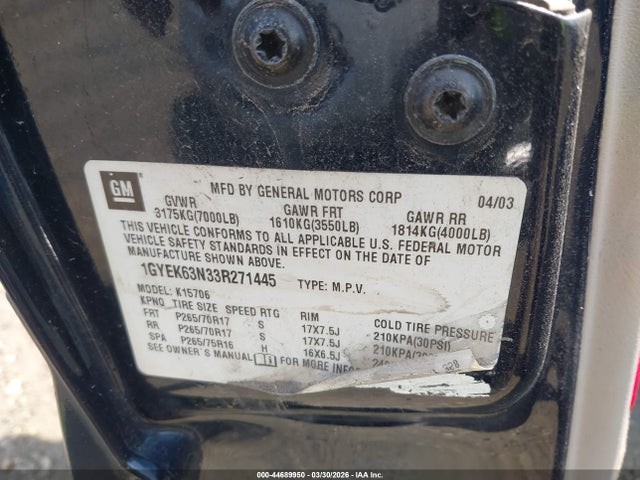 GM
MFD BY GENERAL MOTORS CORP 04/03
GVWR GAWR FRT GAWR RR
3175KG(7000LB) 1610KG(3550LB) 1814KG(4000LB)
THIS VEHICLE CONFORMS TO ALL APPLICABLE U.S. FEDERAL MOTOR
VEHICLE SAFETY STANDARDS IN EFFECT ON THE DATE OF
MANUFACTURE SHOWN ABOVE.
1GYEK63N33R271445 TYPE: M.P.V.
MODEL: K15706
KPNQ TIRE SIZE SPEED RTG RIM COLD TIRE PRESSURE
FRT P265/70R17 S 17X7.5J 210KPA(30PSI)
RR P265/70R17 S 17X7.5J 210KPA
SPA P265/75R16 H 16X6.5J
SEE OWNER'S MANUAL FOR MORE
000-44689950 | 03/30/2026 - IAA Inc.